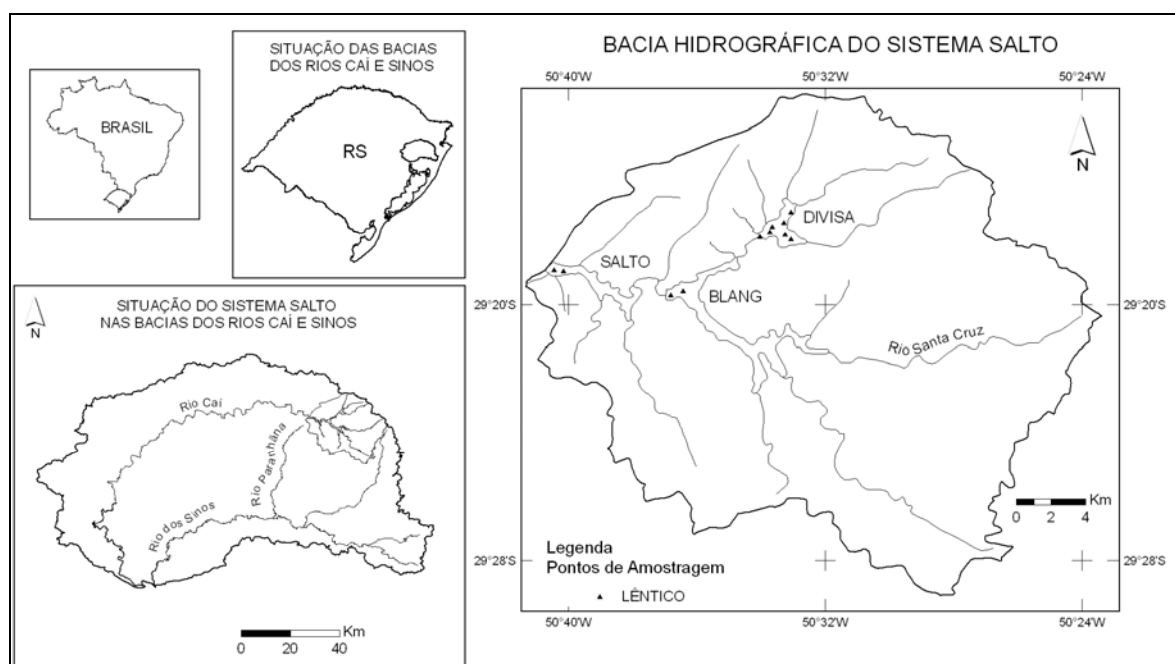 BRASIL
SITUAÇÃO DAS BACIAS
DOS RIOS CAÍ E SINOS
RS
SITUAÇÃO DO SISTEMA SALTO
NAS BACIAS DOS RIOS CAÍ E SINOS
N
Rio Caí
Rio Paranhâna
Rio dos Sinos
Km
0 20 40
BACIA HIDROGRÁFICA DO SISTEMA SALTO
50°40'W 50°32'W 50°24'W
N
DIVISA
SALTO
BLANG
29°20'S 29°20'S
Rio Santa Cruz
Km
0 2 4
Legenda
Pontos de Amostragem
LÊNTICO
29°28'S 29°28'S
50°40'W 50°32'W 50°24'W